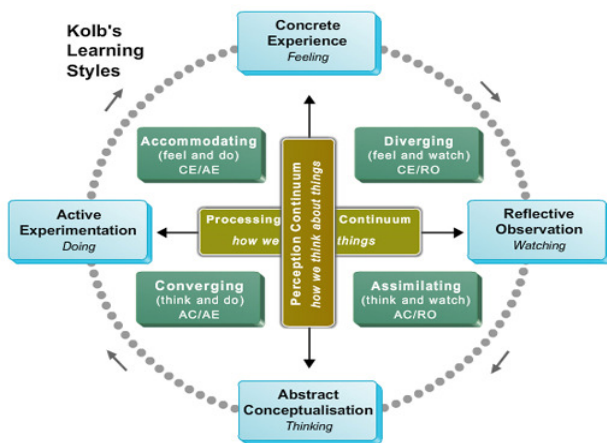 Kolb's
Learning
Styles
Concrete
Experience
Feeling
Accommodating
(feel and do)
CE/AE
Diverging
(feel and watch)
CE/RO
Active
Experimentation
Doing
Processing Continuum
how we things
Perception Continuum
how we think about things
Reflective
Observation
Watching
Converging
(think and do)
AC/AE
Assimilating
(think and watch)
AC/RO
Abstract
Conceptualisation
Thinking